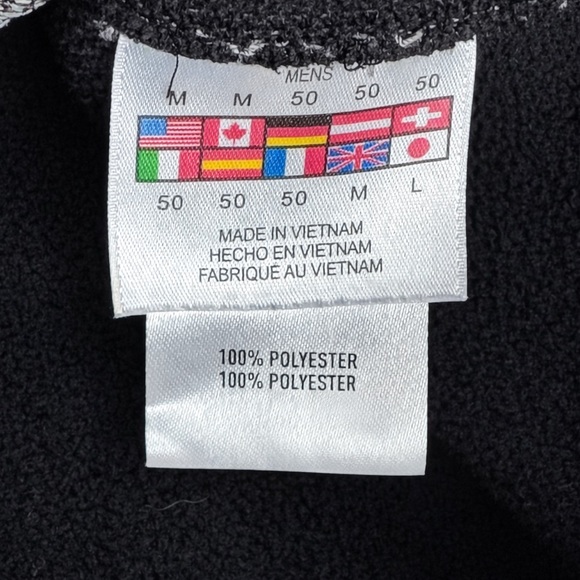 MENS
M M 50 50 50
50 50 50 M L
MADE IN VIETNAM
HECHO EN VIETNAM
FABRIQUÉ AU VIETNAM
100% POLYESTER
100% POLYESTER